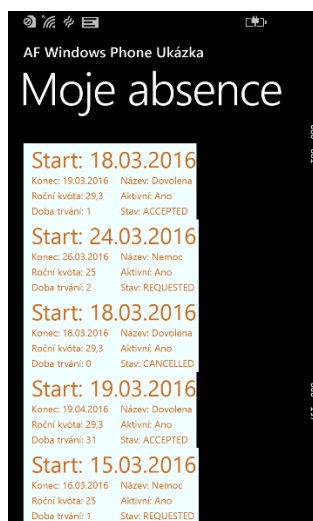 AF Windows Phone Ukázka
Moje absence
Start: 18.03.2016
Konec: 19.03.2016 Název: Dovolena
Roční kvóta: 29,3 Aktivní: Ano
Doba trvání: 1 Stav: ACCEPTED
Start: 24.03.2016
Konec: 26.03.2016 Název: Nemoc
Roční kvóta: 25 Aktivní: Ano
Doba trvání: 2 Stav: REQUESTED
Start: 18.03.2016
Konec: 18.03.2016 Název: Dovolena
Roční kvóta: 29,3 Aktivní: Ano
Doba trvání: 0 Stav: CANCELLED
Start: 19.03.2016
Konec: 19.04.2016 Název: Dovolena
Roční kvóta: 29,3 Aktivní: Ano
Doba trvání: 31 Stav: ACCEPTED
Start: 15.03.2016
Konec: 16.03.2016 Název: Nemoc
Roční kvóta: 25 Aktivní: Ano
Doba trvání: 1 Stav: REQUESTED